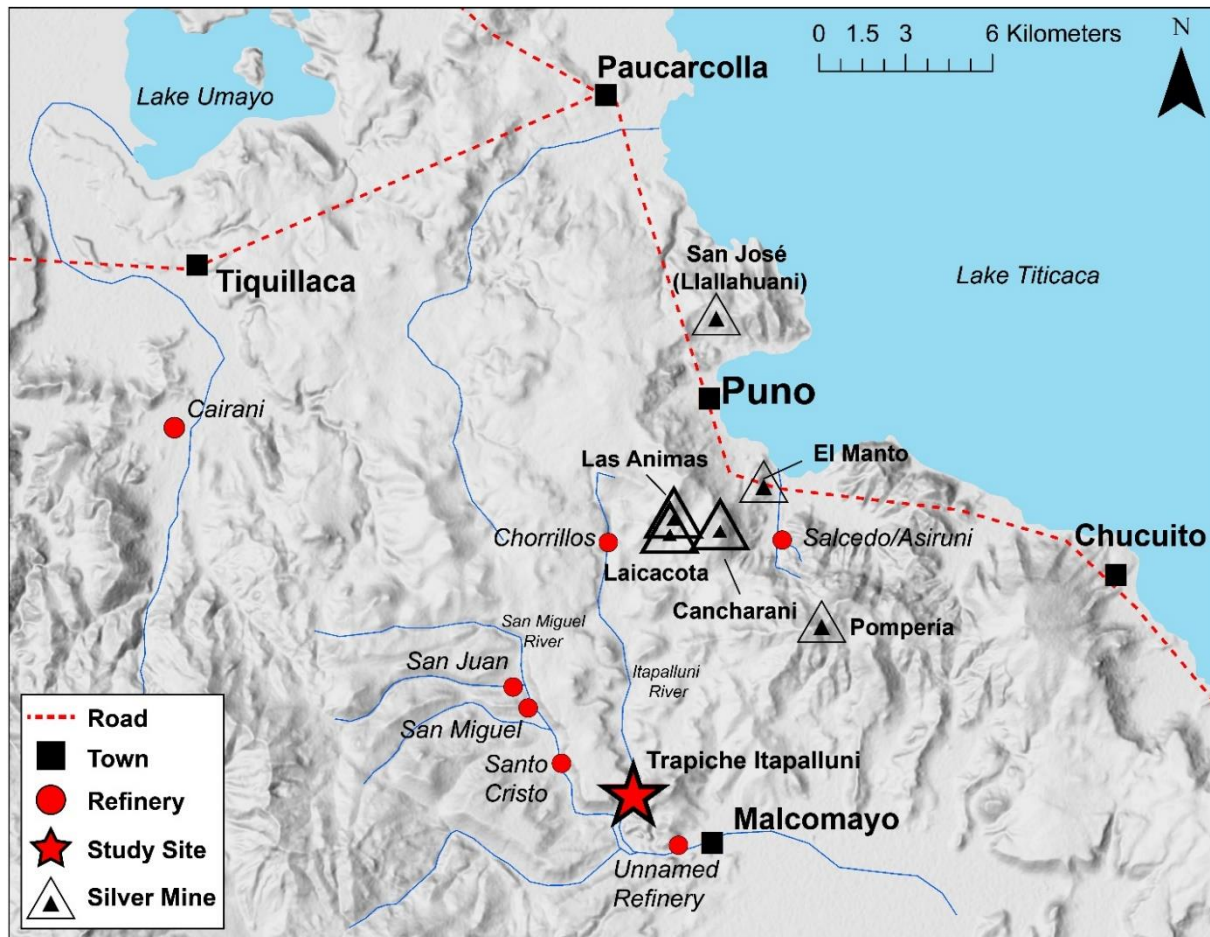 0 1.5 3 6 Kilometers
N
Paucarcolla
Lake Umayo
San José
(Llallahuani)
Lake Titicaca
Tiquillaca
Puno
Cairani
Las Animas
El Manto
Chorrillos
Salcedo/Asiruni
Chucuito
Laicacota
Cancharani
Pompería
San Miguel
River
San Juan
Itapalluni
River
San Miguel
Santo
Cristo
Trapiche Itapalluni
Malcomayo
Unnamed
Refinery
Road
Town
Refinery
Study Site
Silver Mine